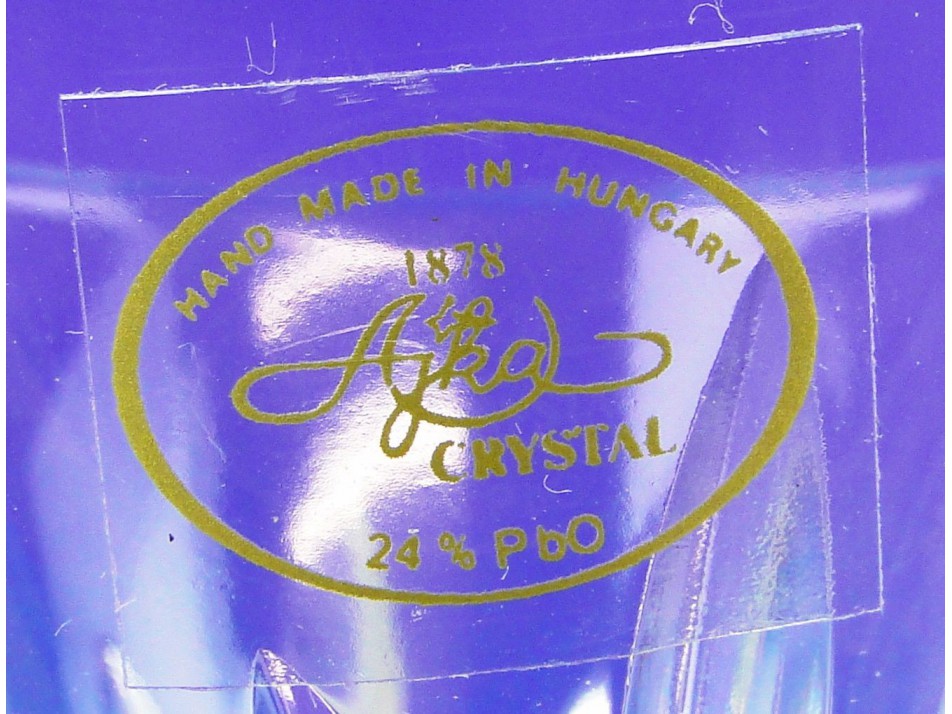 HAND MADE IN HUNGARY
1878
Ajka
CRYSTAL
24% PbO